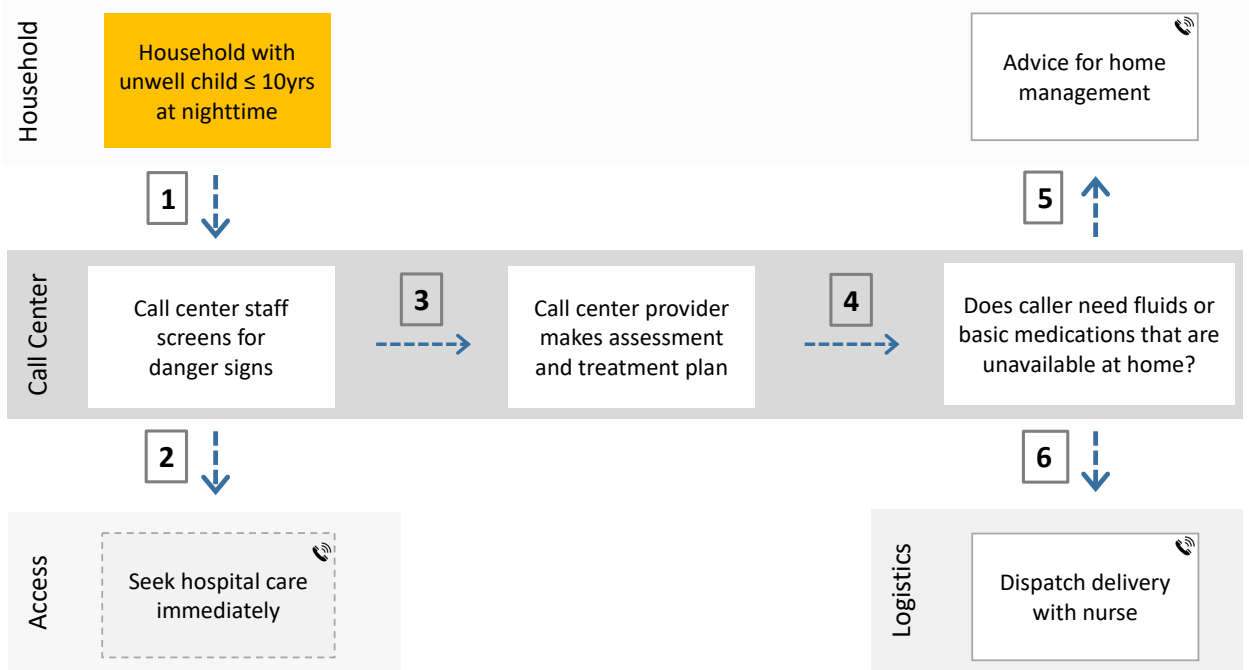 Household
Household with
unwell child ≤ 10yrs
at nighttime
Advice for home
management
1
5
Call Center
Call center staff
screens for
danger signs
3
Call center provider
makes assessment
and treatment plan
4
Does caller need fluids or
basic medications that are
unavailable at home?
2
6
Access
Seek hospital care
immediately
Logistics
Dispatch delivery
with nurse